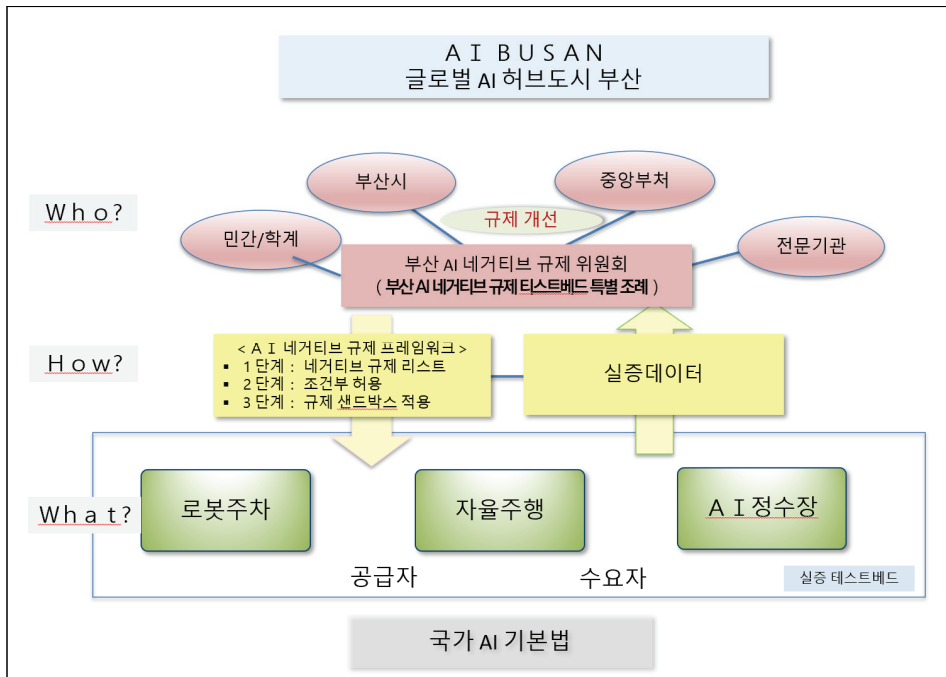 ＡＩ ＢＵＳＡＮ
글로벌 AI 허브도시 부산
Ｗｈｏ?
부산시
중앙부처
민간/학계
규제 개선
전문기관
부산 AI 네거티브 규제 위원회
( 부산 AI 네거티브 규제 티스트베드 특별 조례 )
Ｈｏｗ?
< ＡＩ 네거티브 규제 프레임워크 >
▪ 1 단계 : 네거티브 규제 리스트
▪ 2 단계 : 조건부 허용
▪ 3 단계 : 규제 샌드박스 적용
실증데이터
Ｗｈａｔ?
로봇주차
자율주행
ＡＩ정수장
공급자
수요자
실증 테스트베드
국가 AI 기본법